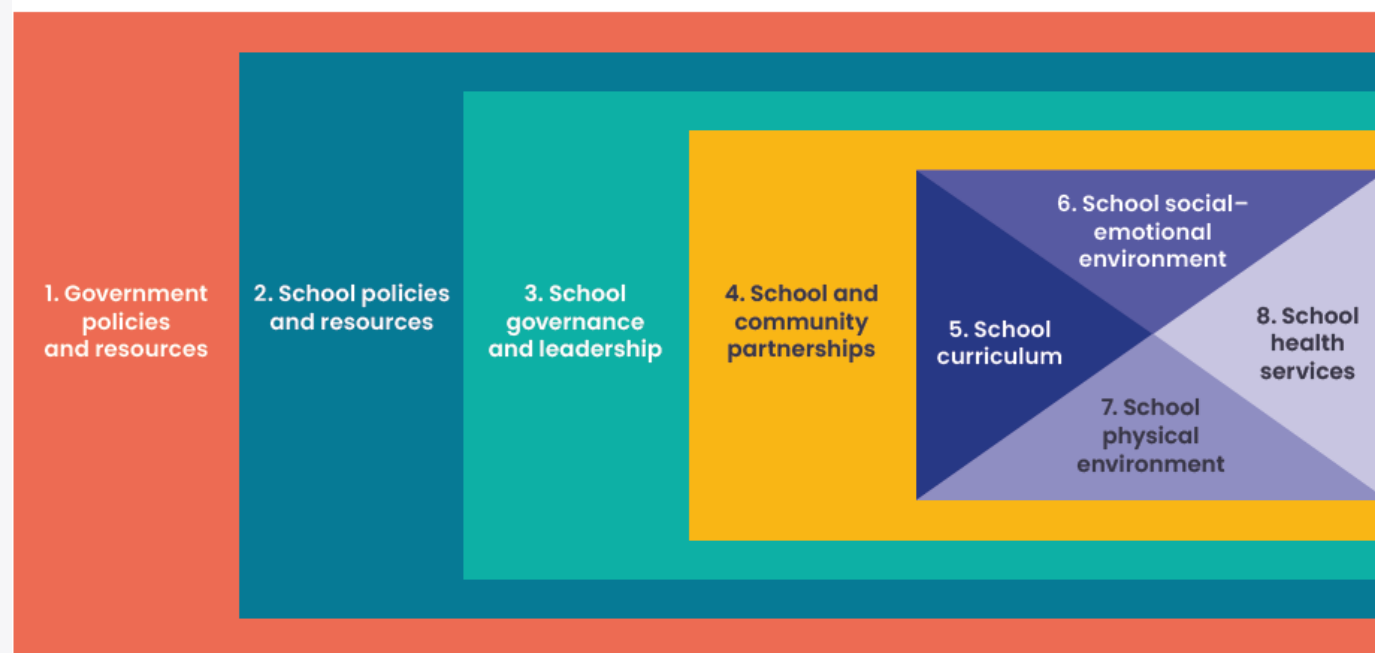 1. Government
policies
and resources
2. School policies
and resources
3. School
governance
and leadership
4. School and
community
partnerships
5. School
curriculum
6. School social–
emotional
environment
7. School
physical
environment
8. School
health
services